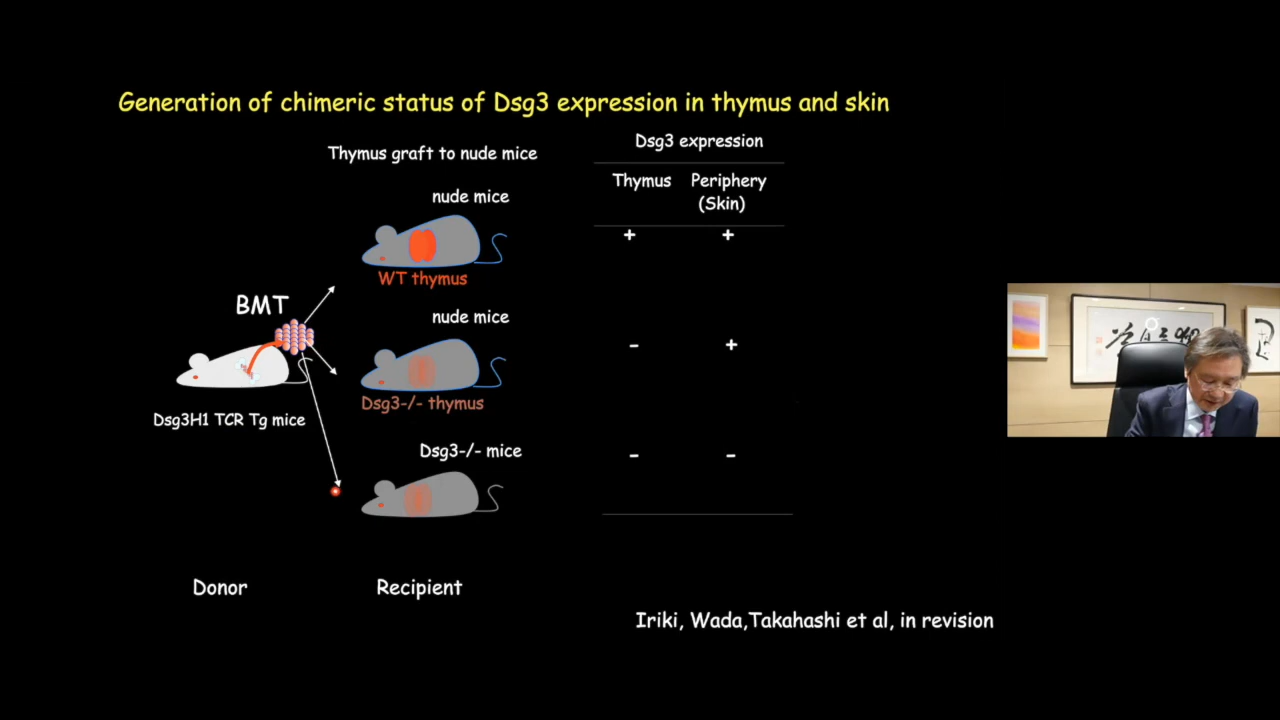 Generation of chimeric status of Dsg3 expression in thymus and skin
Thymus graft to nude mice
Dsg3 expression
Thymus
Periphery
(Skin)
nude mice
+ +
WT thymus
BMT
nude mice
- +
Dsg3-/- thymus
Dsg3H1 TCR Tg mice
Dsg3-/- mice
- -
Donor
Recipient
Iriki, Wada,Takahashi et al, in revision